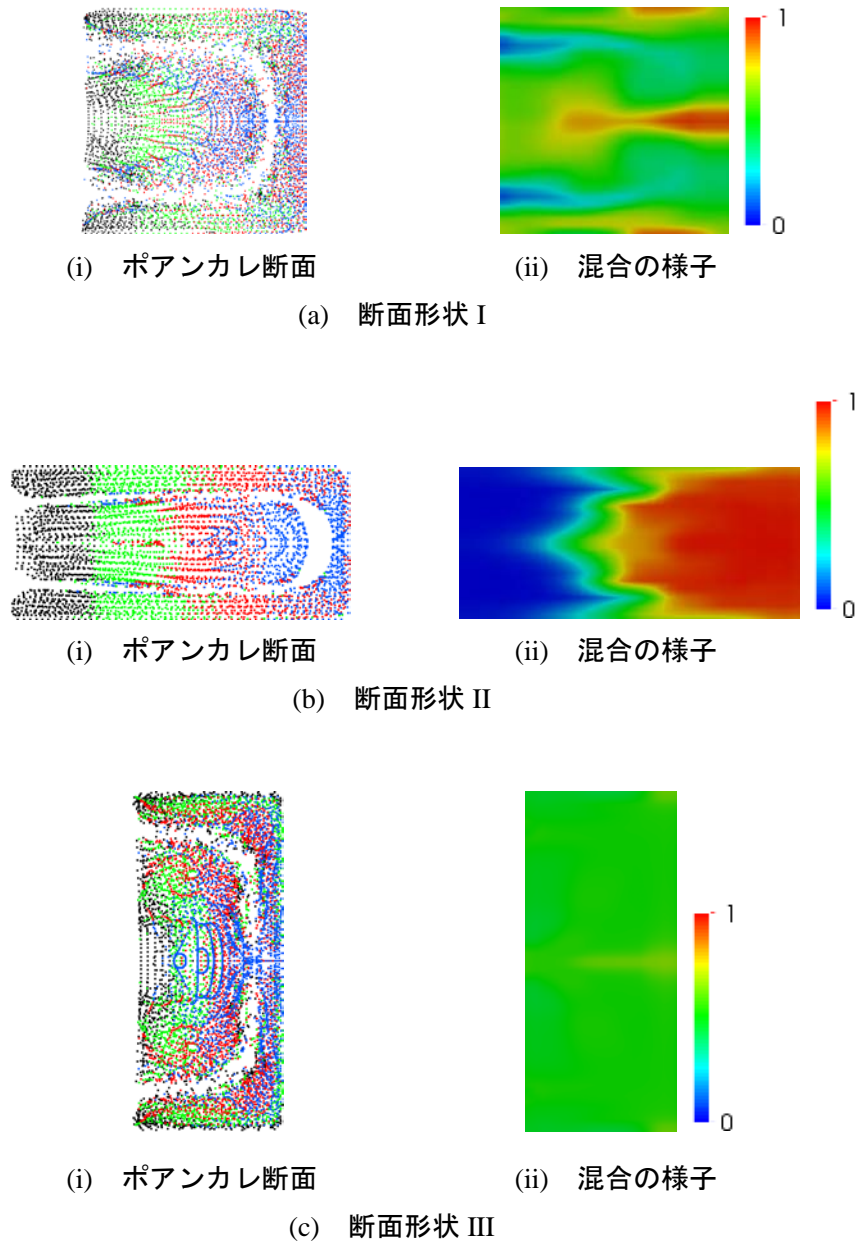 1
0
(i) ポアンカレ断面
(ii) 混合の様子
(a) 断面形状 I
1
0
(i) ポアンカレ断面
(ii) 混合の様子
(b) 断面形状 II
1
0
(i) ポアンカレ断面
(ii) 混合の様子
(c) 断面形状 III